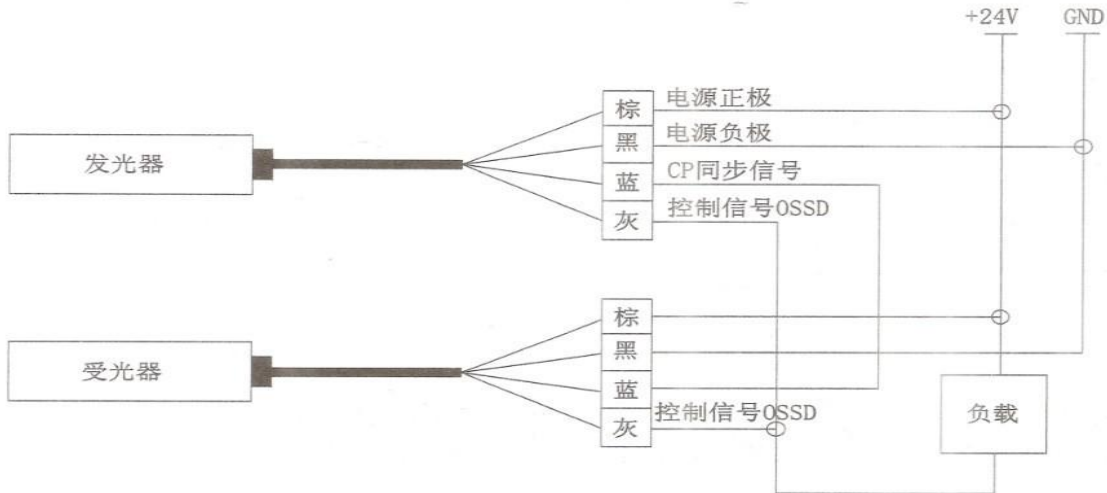 +24V GND
棕 电源正极
黑 电源负极
发光器
蓝 CP同步信号
灰 控制信号OSSD
棕
黑
受光器
蓝
灰 控制信号OSSD
负载